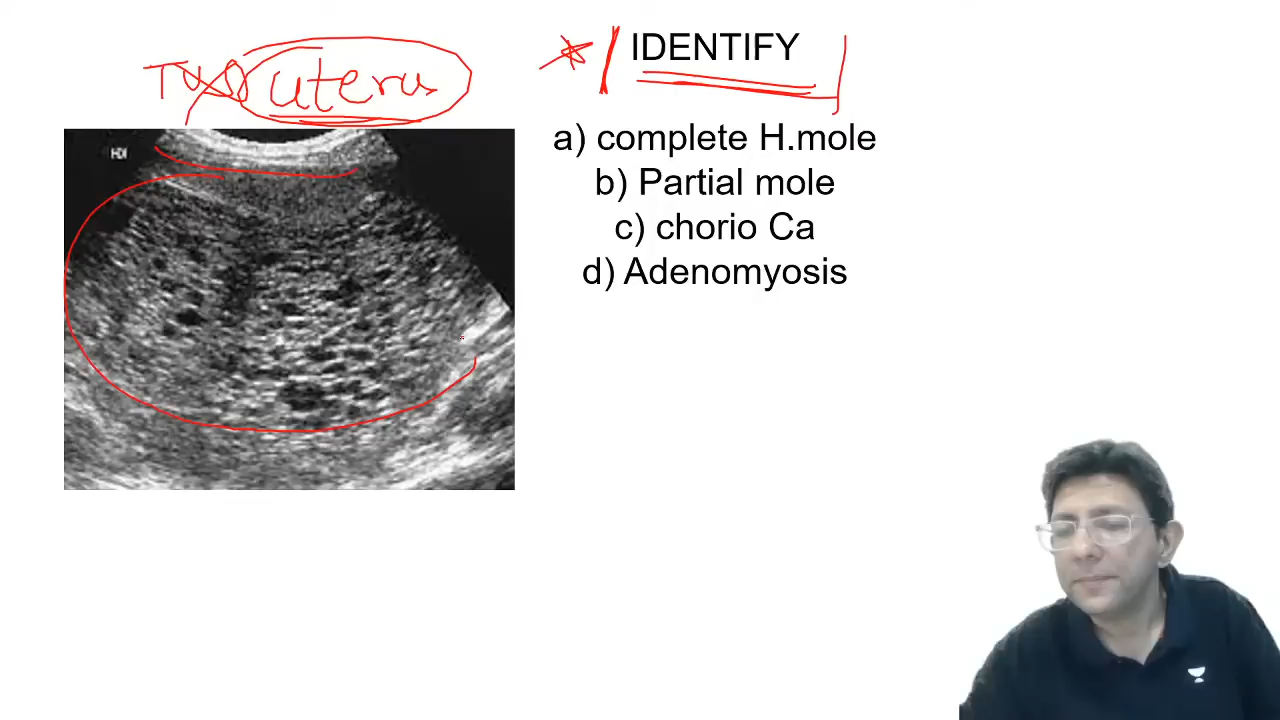 IDENTIFY
uterus
HDI
a) complete H.mole
b) Partial mole
c) chorio Ca
d) Adenomyosis